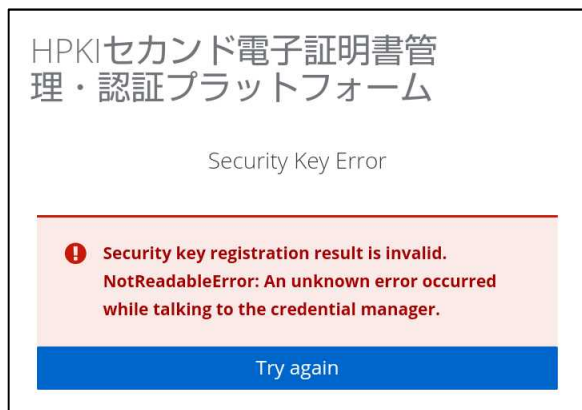 HPKIセカンド電子証明書管
理・認証プラットフォーム
Security Key Error
Security key registration result is invalid.
NotReadableError: An unknown error occurred
while talking to the credential manager.
Try again